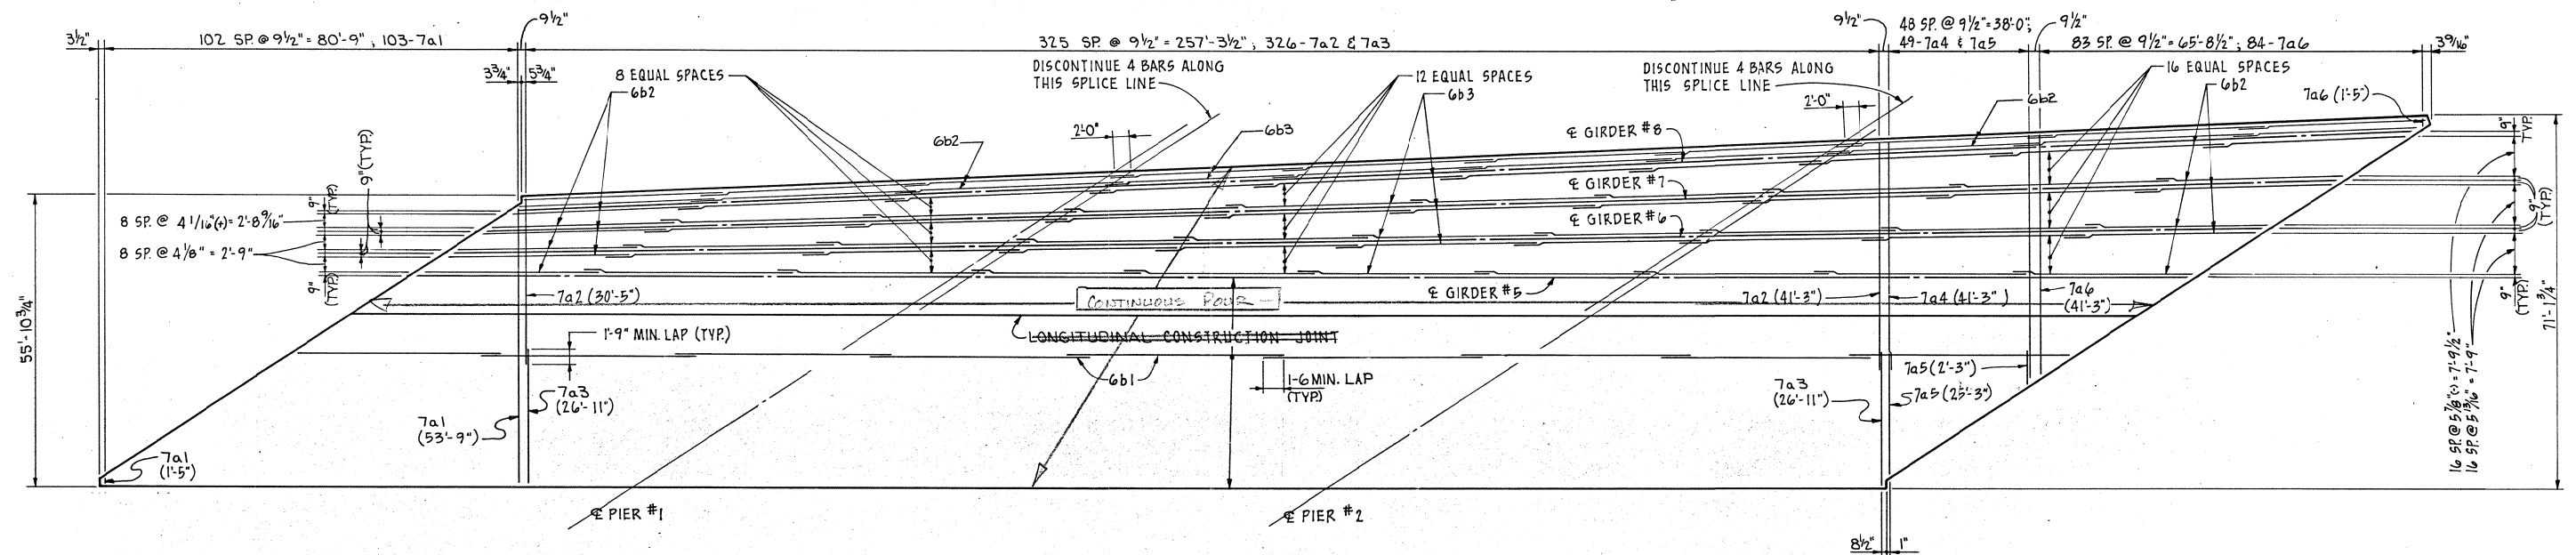 3½"
102 SP. @ 9½" = 80'-9" ; 103-7a1
9½"
325 SP. @ 9½" = 257'-3½" ; 326-7a2 & 7a3
9½"
48 SP. @ 9½" = 38'-0" ;
49-7a4 & 7a5
9½"
83 SP. @ 9½" = 65'-8½" ; 84-7a6
3 9/16"
3¾"
5¾"
8 EQUAL SPACES
6b2
DISCONTINUE 4 BARS ALONG
THIS SPLICE LINE
12 EQUAL SPACES
6b3
DISCONTINUE 4 BARS ALONG
THIS SPLICE LINE
16 EQUAL SPACES
6b2
7a6 (1'-5")
2'-0"
2'-0"
6b2
6b2
6b3
℄ GIRDER #8
℄ GIRDER #7
℄ GIRDER #6
℄ GIRDER #5
9" (TYP.)
9"
(TYP.)
8 SP. @ 4 1/16"(+) = 2'-8 9/16"
8 SP. @ 4 1/8" = 2'-9"
9"
(TYP.)
9"
TYP.
9"
(TYP.)
9"
(TYP.)
55'-10¾"
71'-1¾"
7a2 (30'-5")
CONTINUOUS POUR
7a2 (41'-3")
7a4 (41'-3")
7a6
(41'-3")
LONGITUDINAL CONSTRUCTION JOINT
1'-9" MIN. LAP (TYP.)
6b1
1-6 MIN. LAP
(TYP.)
7a3
(26'-11")
7a1
(53'-9")
7a3
(26'-11")
7a5 (2'-3")
7a5 (25'-3")
7a1
(1'-5")
16 SP. @ 5 7/8"(-) = 7'-9½"
16 SP. @ 5 13/16" = 7'-9"
℄ PIER #1
℄ PIER #2
8½"
1"